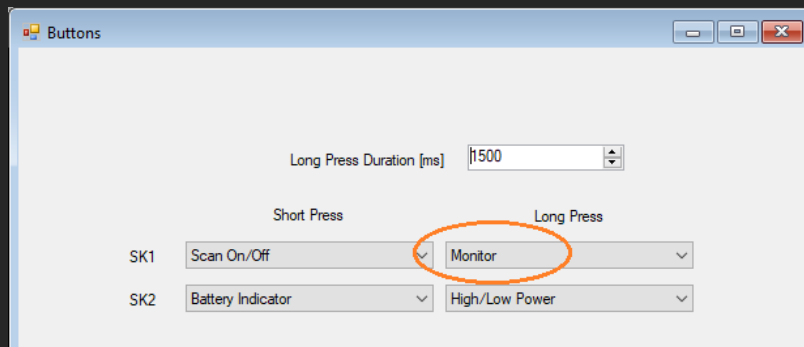 Buttons
Long Press Duration [ms] 1500
Short Press Long Press
SK1 Scan On/Off Monitor
SK2 Battery Indicator High/Low Power